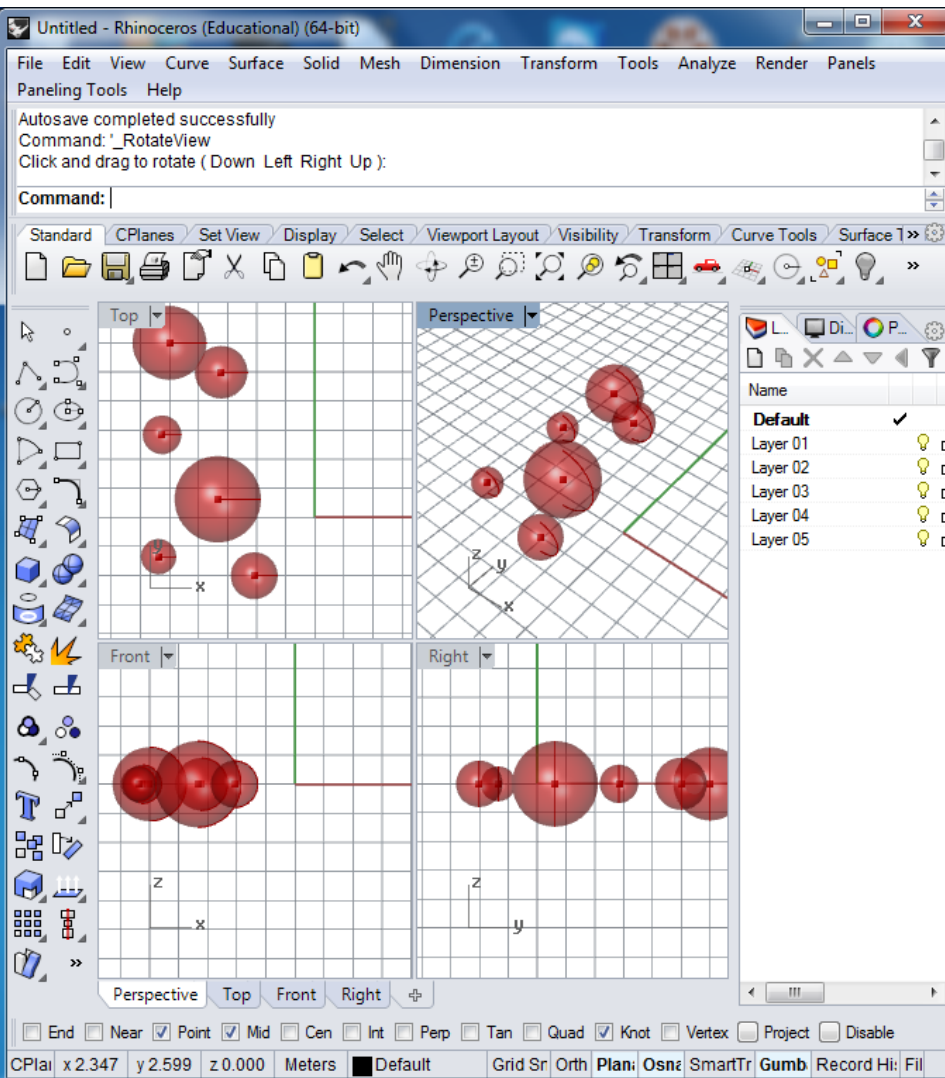 Untitled - Rhinoceros (Educational) (64-bit)
File Edit View Curve Surface Solid Mesh Dimension Transform Tools Analyze Render Panels
Paneling Tools Help
Autosave completed successfully
Command: '_RotateView
Click and drag to rotate ( Down Left Right Up ):
Command:
Standard CPlanes Set View Display Select Viewport Layout Visibility Transform Curve Tools Surface T
Top Perspective
L... Di... P...
Name
Default
Layer 01
Layer 02
Layer 03
Layer 04
Layer 05
y x
z y x
Front Right
z x
z y
Perspective Top Front Right
End Near Point Mid Cen Int Perp Tan Quad Knot Vertex Project Disable
CPlai x 2.347 y 2.599 z 0.000 Meters Default Grid Sn Orth Plana Osna SmartTr Gumb Record His Fil